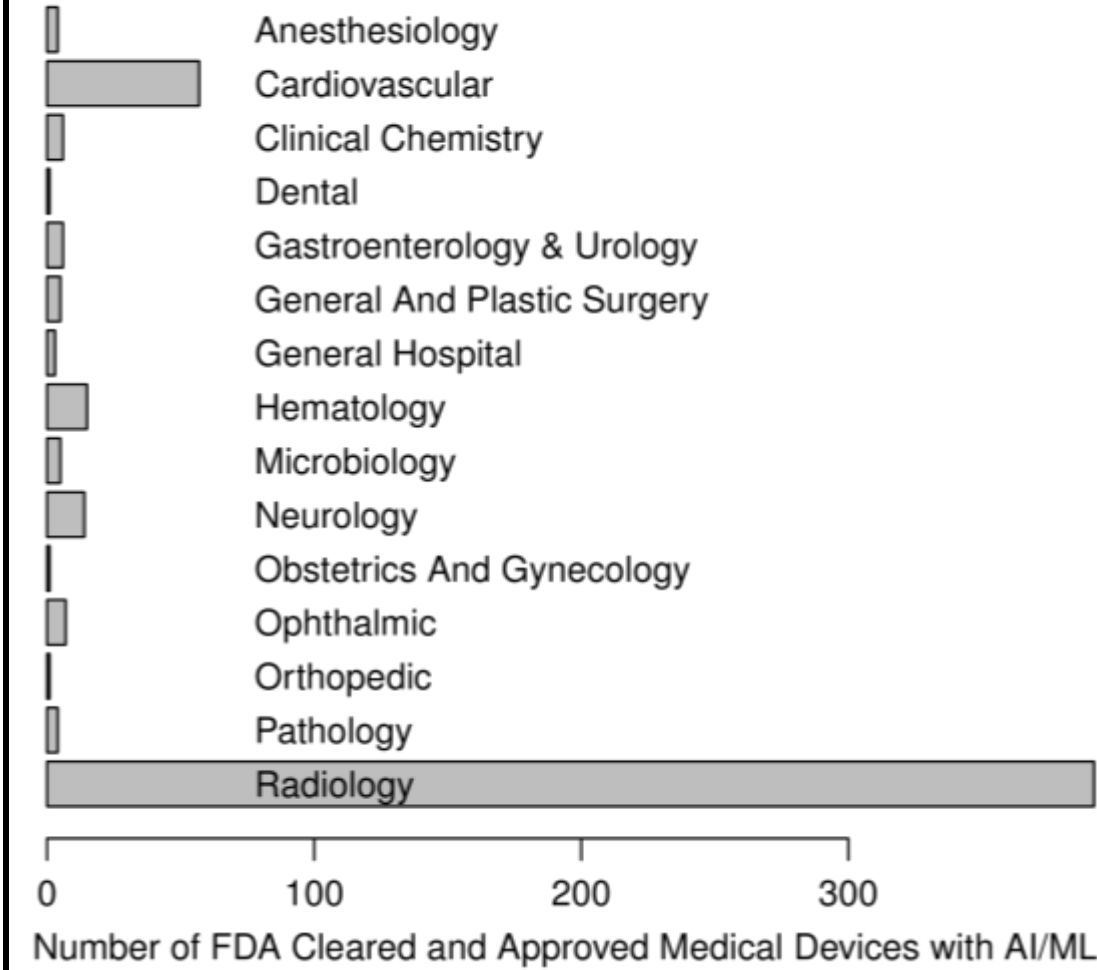 Anesthesiology
Cardiovascular
Clinical Chemistry
Dental
Gastroenterology & Urology
General And Plastic Surgery
General Hospital
Hematology
Microbiology
Neurology
Obstetrics And Gynecology
Ophthalmic
Orthopedic
Pathology
Radiology
0 100 200 300
Number of FDA Cleared and Approved Medical Devices with AI/ML